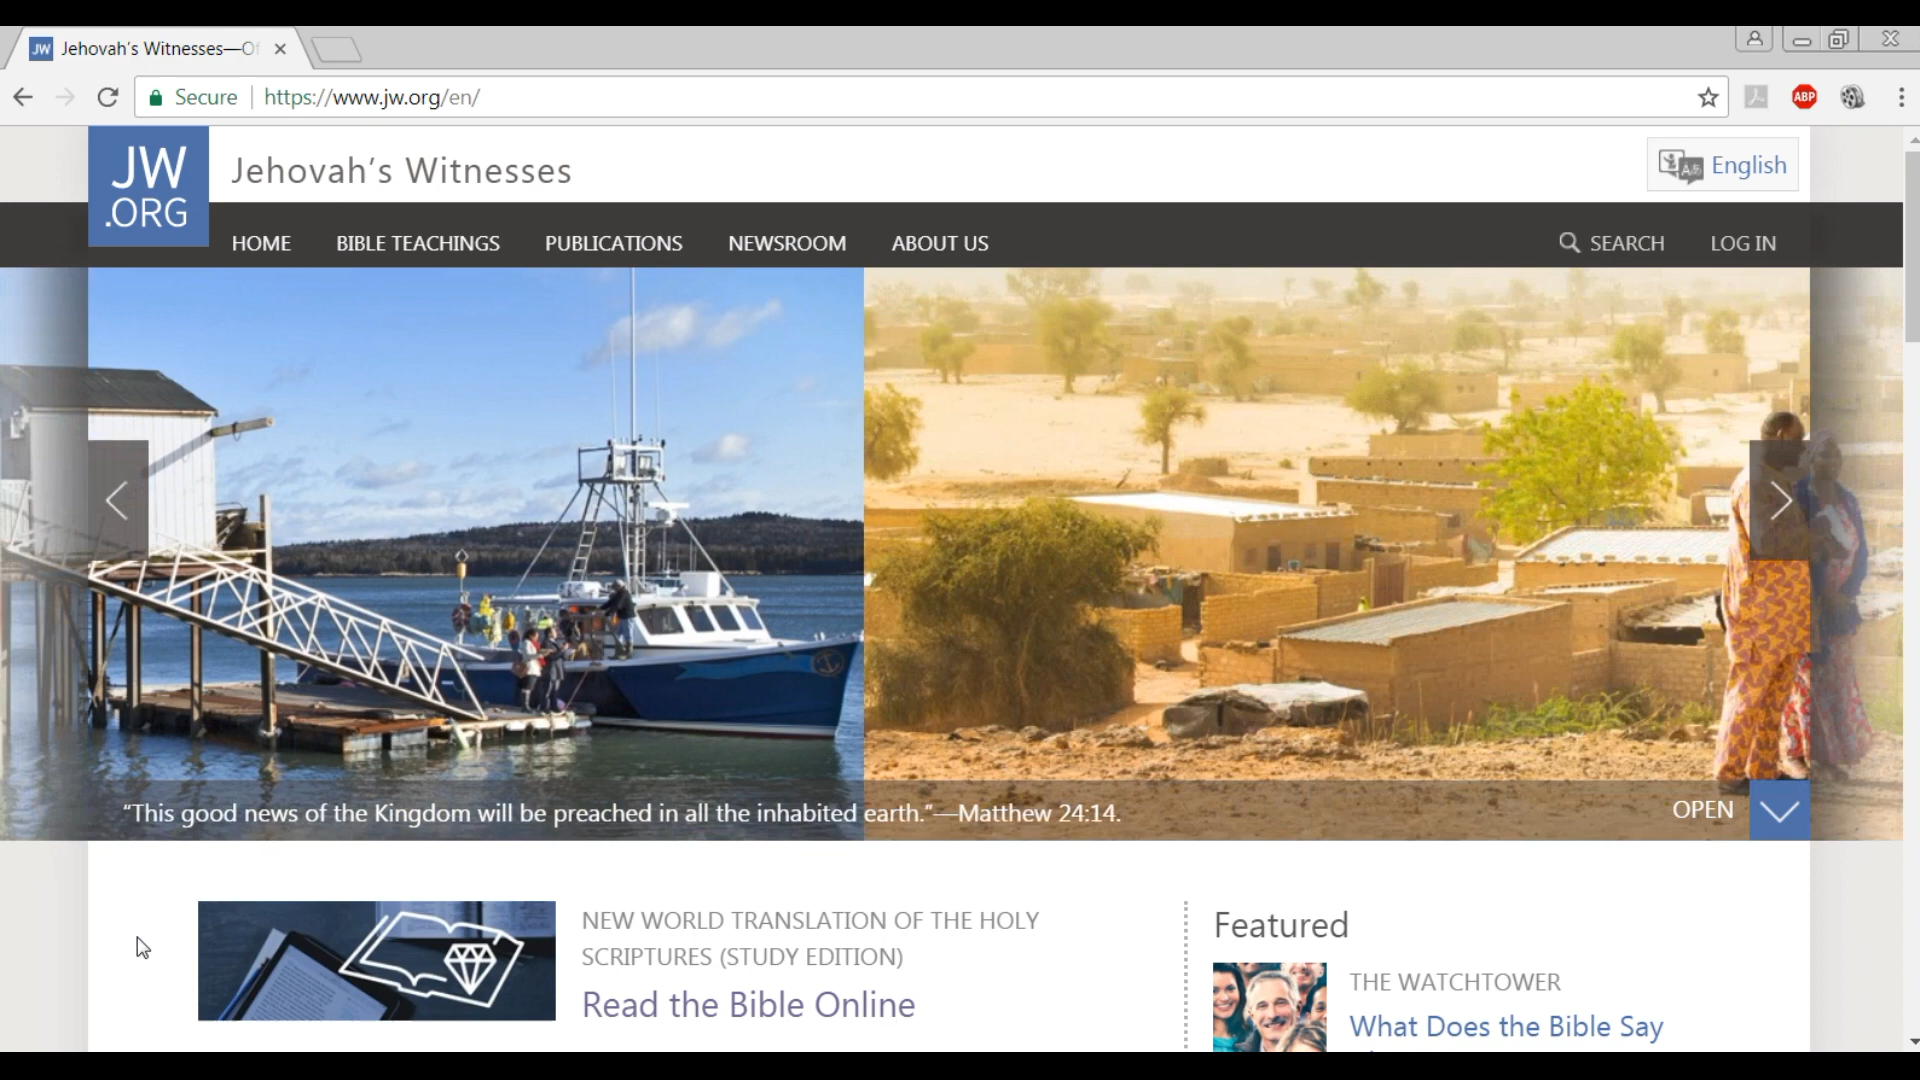 JW Jehovah's Witnesses—Of
Secure https://www.jw.org/en/
ABP
JW
.ORG
Jehovah's Witnesses
English
HOME BIBLE TEACHINGS PUBLICATIONS NEWSROOM ABOUT US SEARCH LOG IN
“This good news of the Kingdom will be preached in all the inhabited earth.”—Matthew 24:14.
OPEN
NEW WORLD TRANSLATION OF THE HOLY
SCRIPTURES (STUDY EDITION)
Read the Bible Online
Featured
THE WATCHTOWER
What Does the Bible Say